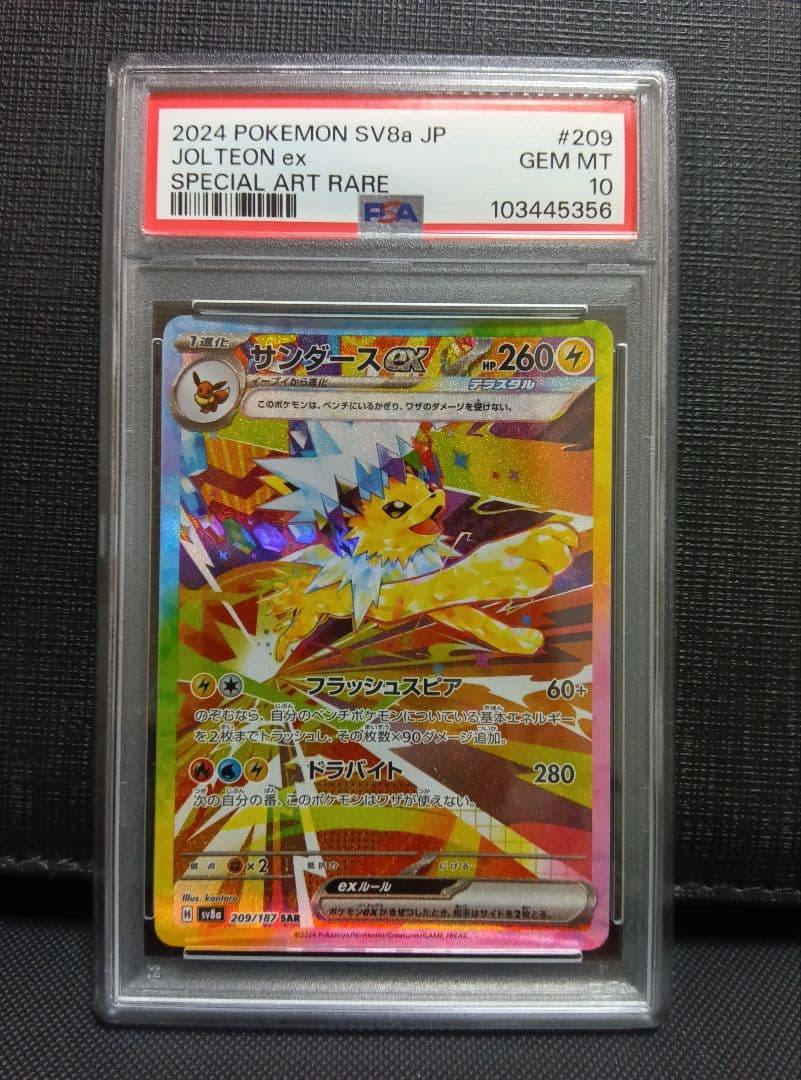 2024 POKEMON SV8a JP #209
JOLTEON ex GEM MT
SPECIAL ART RARE 10
PSA 103445356
1進化 サンダースex HP260
イーブイから進化 テラスタル
このポケモンは、ベンチにいるかぎり、ワザのダメージを受けない。
フラッシュスピア 60+
のぞむなら、自分のベンチポケモンについている基本エネルギー
を2枚までトラッシュし、その枚数×90ダメージ追加。
ドラバイト 280
次の自分の番、このポケモンはワザが使えない。
弱点 ×2 抵抗力 にげる
exルール
ポケモンexがきぜつしたとき、相手はサイドを2枚とる。
Illus. kantaro
H sv8a 209/187 SAR
©2024 Pokémon/Nintendo/Creatures/GAME FREAK.